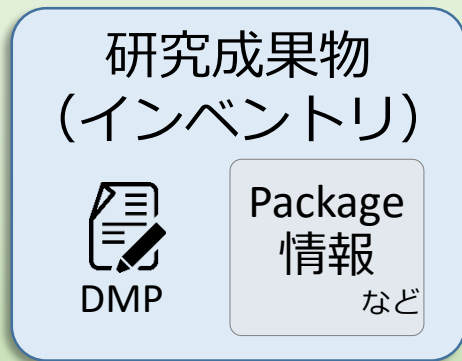 研究成果物
（インベントリ）
DMP
Package
情報
など